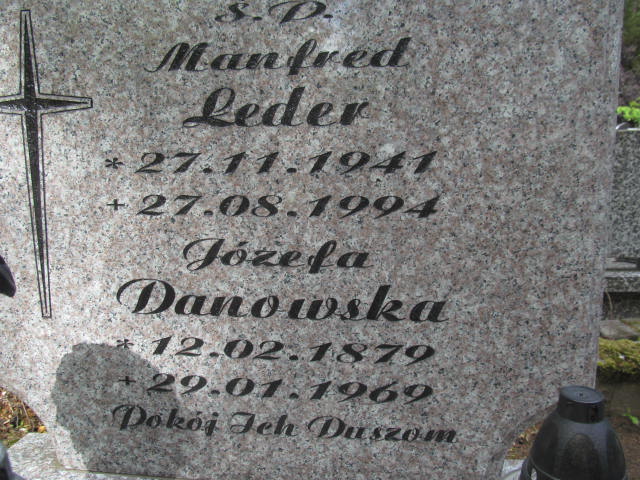 Ś.P.
Manfred
Leder
* 27.11.1941
+ 27.08.1994
Józefa
Danowska
* 12.02.1879
+ 29.01.1969
Pokój Ich Duszom